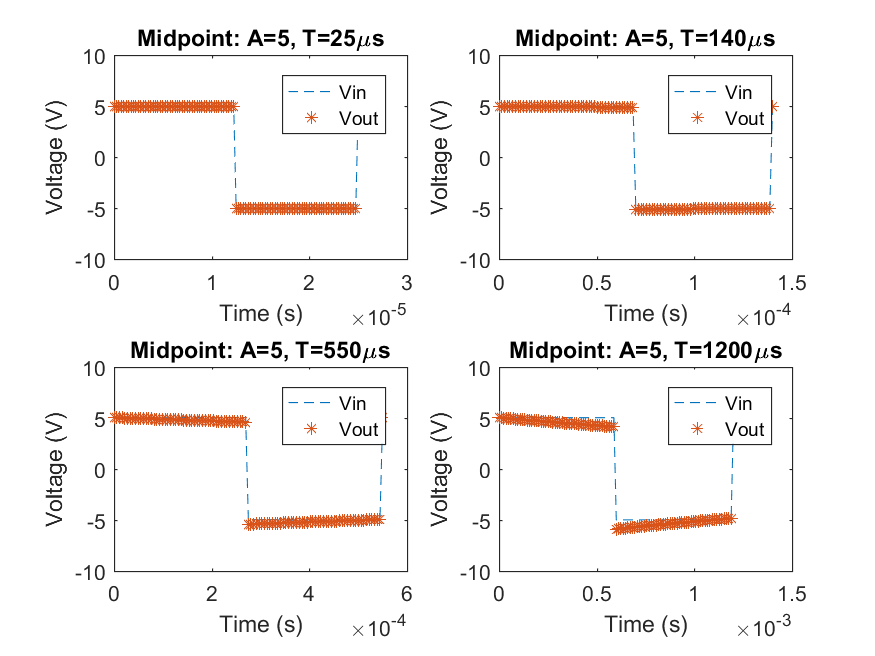 Midpoint: A=5, T=25μs
10
5
0
-5
-10
Voltage (V)
Vin
Vout
0 1 2 3
Time (s)
×10-5
Midpoint: A=5, T=140μs
10
5
0
-5
-10
Voltage (V)
Vin
Vout
0 0.5 1 1.5
Time (s)
×10-4
Midpoint: A=5, T=550μs
10
5
0
-5
-10
Voltage (V)
Vin
Vout
0 2 4 6
Time (s)
×10-4
Midpoint: A=5, T=1200μs
10
5
0
-5
-10
Voltage (V)
Vin
Vout
0 0.5 1 1.5
Time (s)
×10-3